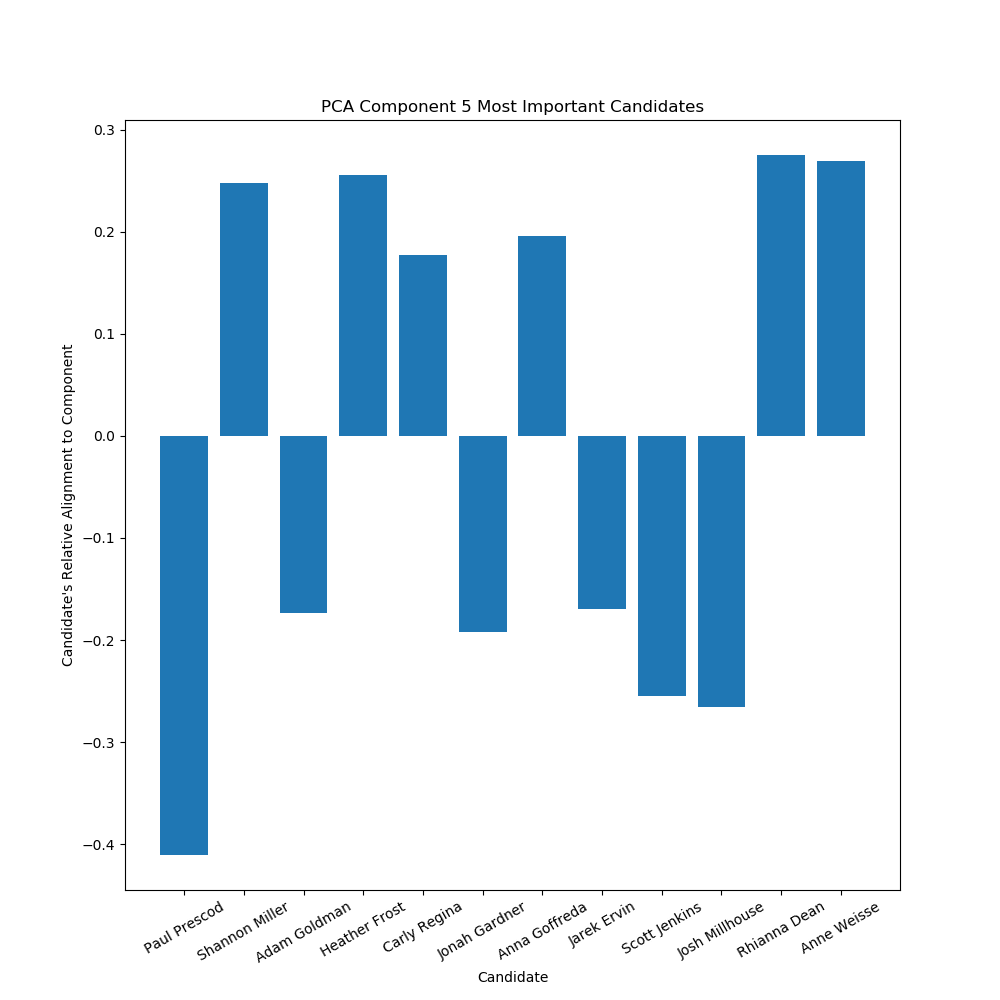 PCA Component 5 Most Important Candidates
Candidate's Relative Alignment to Component
0.3
0.2
0.1
0.0
−0.1
−0.2
−0.3
−0.4
Paul Prescod
Shannon Miller
Adam Goldman
Heather Frost
Carly Regina
Jonah Gardner
Anna Goffreda
Jarek Ervin
Scott Jenkins
Josh Millhouse
Rhianna Dean
Anne Weisse
Candidate